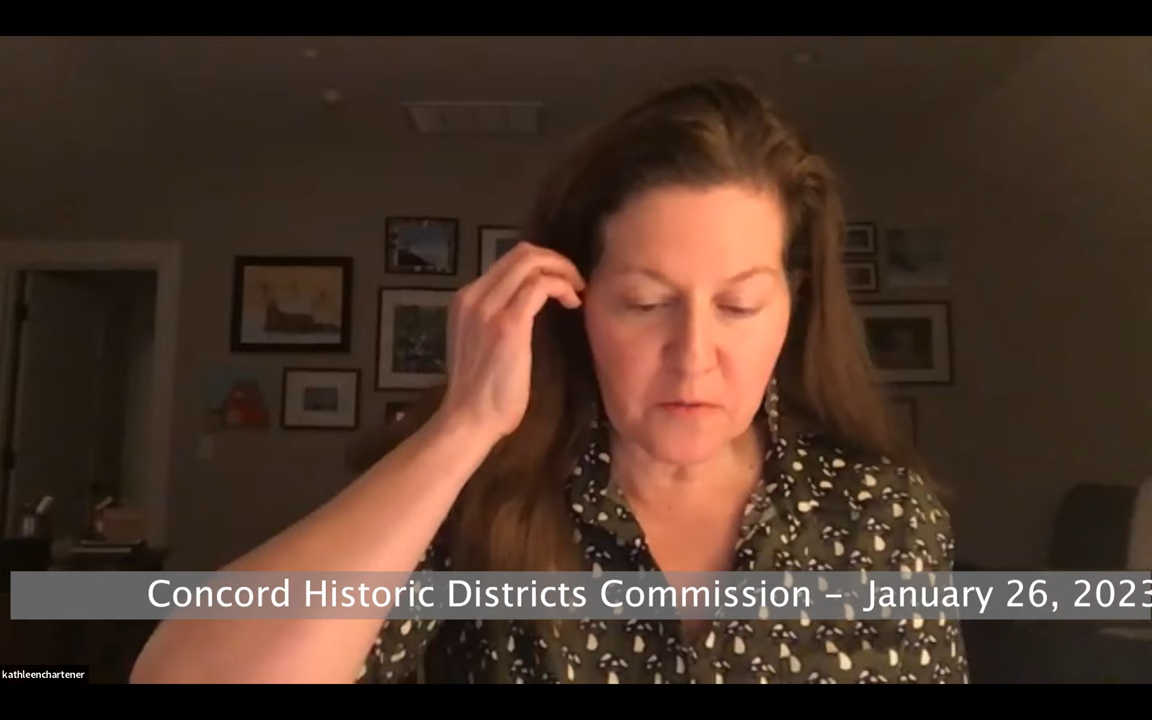 Concord Historic Districts Commission – January 26, 2023
kathleenchartener